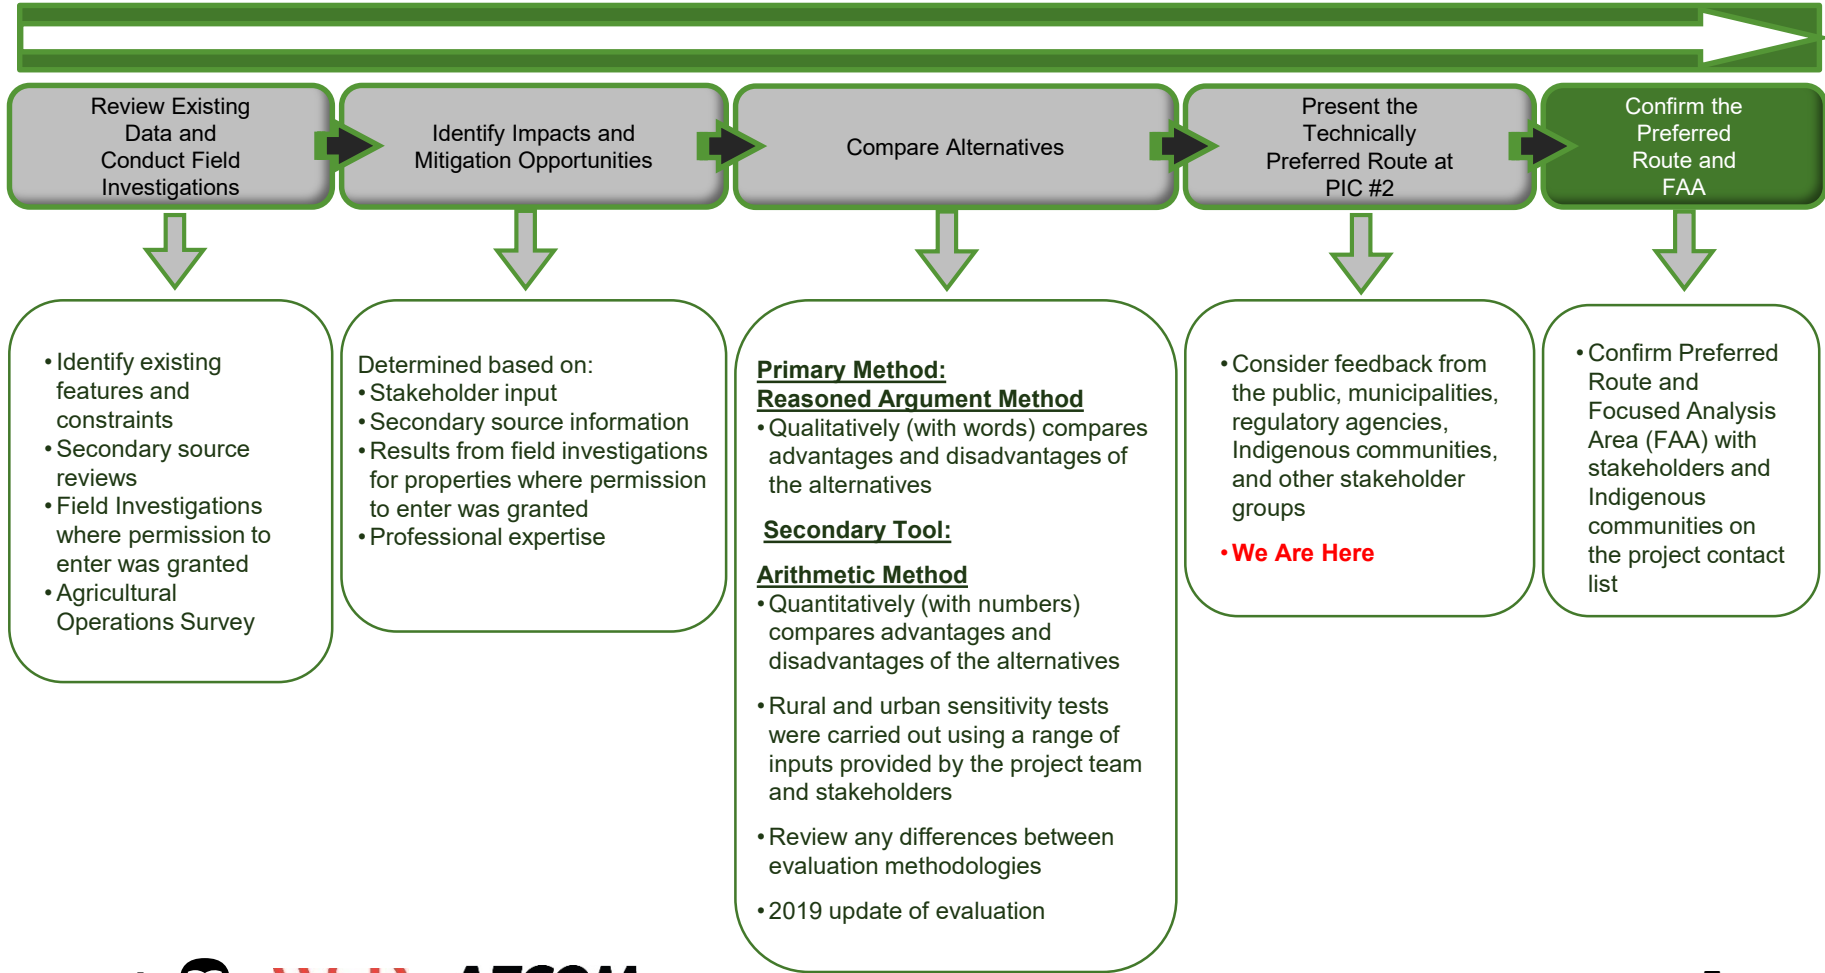 Review Existing
Data and
Conduct Field
Investigations
Identify Impacts and
Mitigation Opportunities
Compare Alternatives
Present the
Technically
Preferred Route at
PIC #2
Confirm the
Preferred
Route and
FAA
• Identify existing
features and
constraints
• Secondary source
reviews
• Field Investigations
where permission to
enter was granted
• Agricultural
Operations Survey
Determined based on:
• Stakeholder input
• Secondary source information
• Results from field investigations
for properties where permission
to enter was granted
• Professional expertise
Primary Method:
Reasoned Argument Method
• Qualitatively (with words) compares
advantages and disadvantages of
the alternatives
Secondary Tool:
Arithmetic Method
• Quantitatively (with numbers)
compares advantages and
disadvantages of the alternatives
• Rural and urban sensitivity tests
were carried out using a range of
inputs provided by the project team
and stakeholders
• Review any differences between
evaluation methodologies
• 2019 update of evaluation
• Consider feedback from
the public, municipalities,
regulatory agencies,
Indigenous communities,
and other stakeholder
groups
• We Are Here
• Confirm Preferred
Route and
Focused Analysis
Area (FAA) with
stakeholders and
Indigenous
communities on
the project contact
list
AECOM